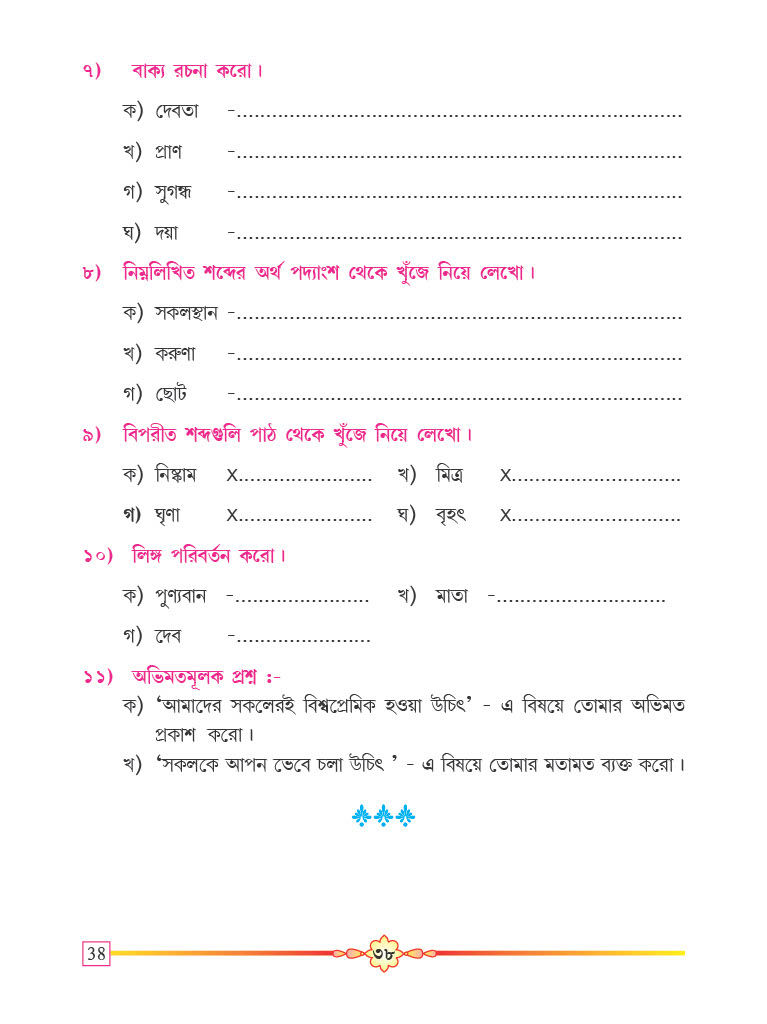 ৭) বাক্য রচনা করো।
ক) দেবতা -...........................................................................
খ) প্রাণ -...........................................................................
গ) সুগন্ধ -...........................................................................
ঘ) দয়া -...........................................................................
৮) নিম্নলিখিত শব্দের অর্থ পদ্যাংশ থেকে খুঁজে নিয়ে লেখো।
ক) সকলস্থান -...........................................................................
খ) করুণা -...........................................................................
গ) ছোট -...........................................................................
৯) বিপরীত শব্দগুলি পাঠ থেকে খুঁজে নিয়ে লেখো।
ক) নিষ্কাম x....................... খ) মিত্র x.............................
গ) ঘৃণা x....................... ঘ) বৃহৎ x.............................
১০) লিঙ্গ পরিবর্তন করো।
ক) পুণ্যবান -....................... খ) মাতা -.............................
গ) দেব -.......................
১১) অভিমতমূলক প্রশ্ন :-
ক) ‘আমাদের সকলেরই বিশ্বপ্রেমিক হওয়া উচিৎ’ - এ বিষয়ে তোমার অভিমত
প্রকাশ করো।
খ) ‘সকলকে আপন ভেবে চলা উচিৎ ’ - এ বিষয়ে তোমার মতামত ব্যক্ত করো।
38 ৩৮